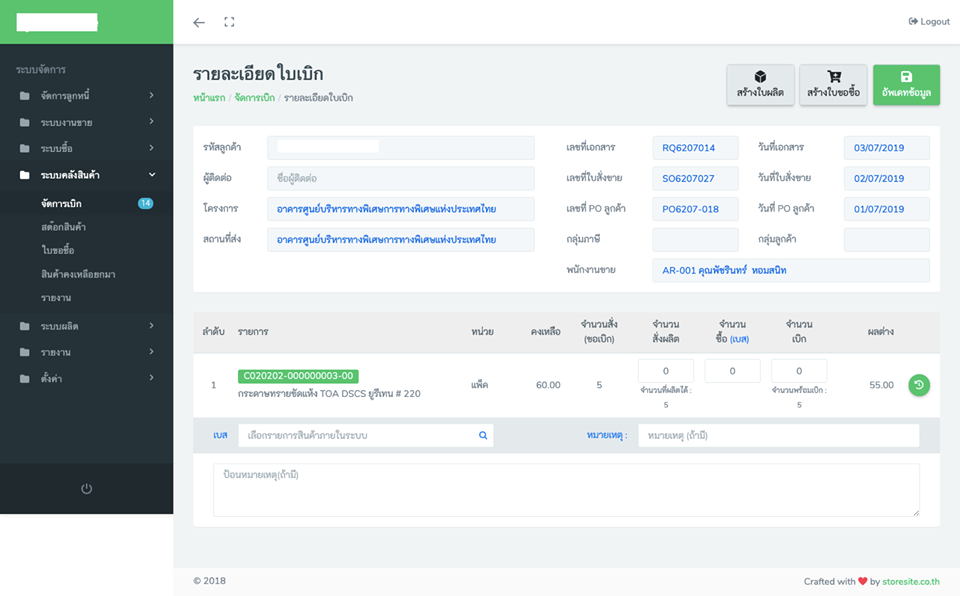 Logout
ระบบจัดการ
จัดการลูกหนี้
ระบบงานขาย
ระบบซื้อ
ระบบคลังสินค้า
จัดการเบิก 14
สต๊อกสินค้า
ใบขอซื้อ
สินค้าคงเหลือยกมา
รายงาน
ระบบผลิต
รายงาน
ตั้งค่า
รายละเอียดใบเบิก
หน้าแรก / จัดการเบิก / รายละเอียดใบเบิก
สร้างใบผลิต สร้างใบขอซื้อ อัพเดทข้อมูล
รหัสลูกค้า เลขที่เอกสาร RQ6207014 วันที่เอกสาร 03/07/2019
ผู้ติดต่อ ชื่อผู้ติดต่อ เลขที่ใบสั่งขาย SO6207027 วันที่ใบสั่งขาย 02/07/2019
โครงการ อาคารศูนย์บริหารทางพิเศษการทางพิเศษแห่งประเทศไทย เลขที่ PO ลูกค้า PO6207-018 วันที่ PO ลูกค้า 01/07/2019
สถานที่ส่ง อาคารศูนย์บริหารทางพิเศษการทางพิเศษแห่งประเทศไทย กลุ่มภาษี กลุ่มลูกค้า
พนักงานขาย AR-001 คุณพัชรินทร์ หอมสนิท
ลำดับ รายการ หน่วย คงเหลือ จำนวนสั่ง (ขอเบิก) จำนวน สั่งผลิต จำนวน ซื้อ (เบส) จำนวน เบิก ผลต่าง
1 C020202-000000003-00 แพ็ค 60.00 5 0 0 0 55.00
กระดาษทรายขัดแห้ง TOA DSCS ยูรีเทน # 220 จำนวนที่ผลิตได้ : 5 จำนวนพร้อมเบิก : 5
เบส เลือกรายการสินค้าภายในระบบ หมายเหตุ : หมายเหตุ (ถ้ามี)
ป้อนหมายเหตุ(ถ้ามี)
© 2018 Crafted with ❤ by storesite.co.th